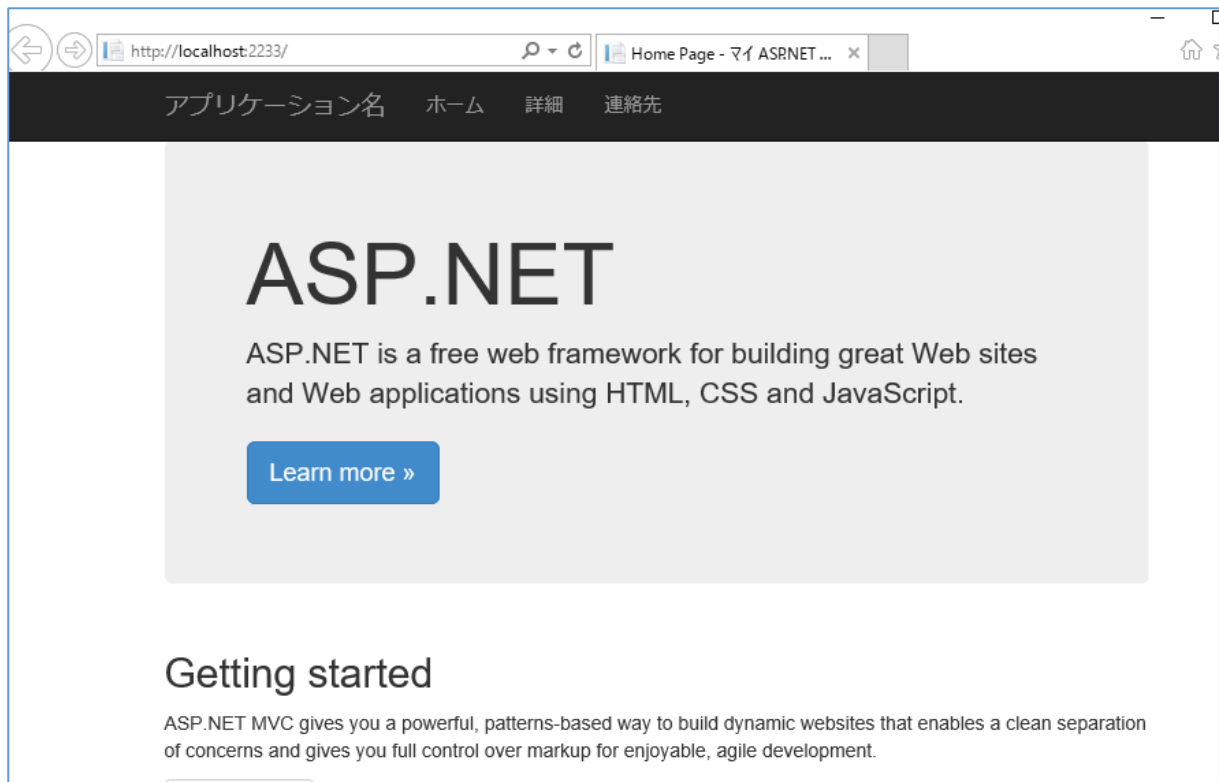 http://localhost:2233/
Home Page - マイ ASP.NET ...
アプリケーション名 ホーム 詳細 連絡先
ASP.NET
ASP.NET is a free web framework for building great Web sites
and Web applications using HTML, CSS and JavaScript.
Learn more »
Getting started
ASP.NET MVC gives you a powerful, patterns-based way to build dynamic websites that enables a clean separation
of concerns and gives you full control over markup for enjoyable, agile development.